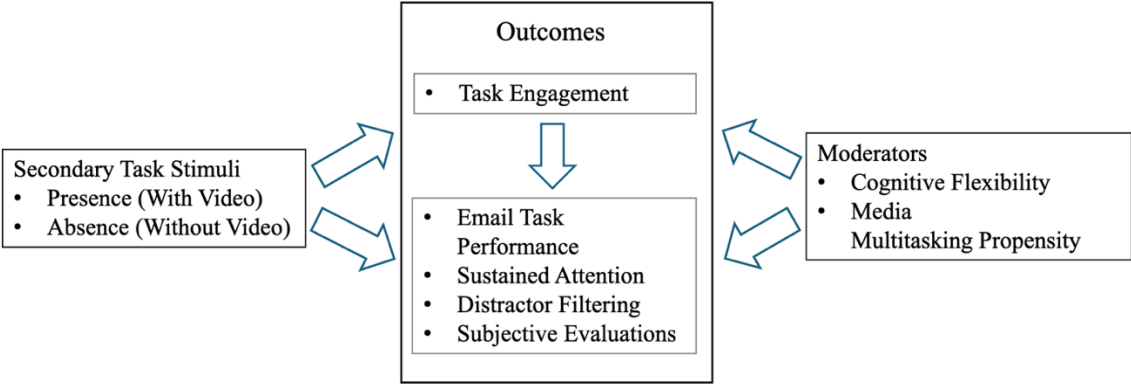 Outcomes
• Task Engagement
Secondary Task Stimuli
• Presence (With Video)
• Absence (Without Video)
• Email Task
Performance
• Sustained Attention
• Distractor Filtering
• Subjective Evaluations
Moderators
• Cognitive Flexibility
• Media
Multitasking Propensity